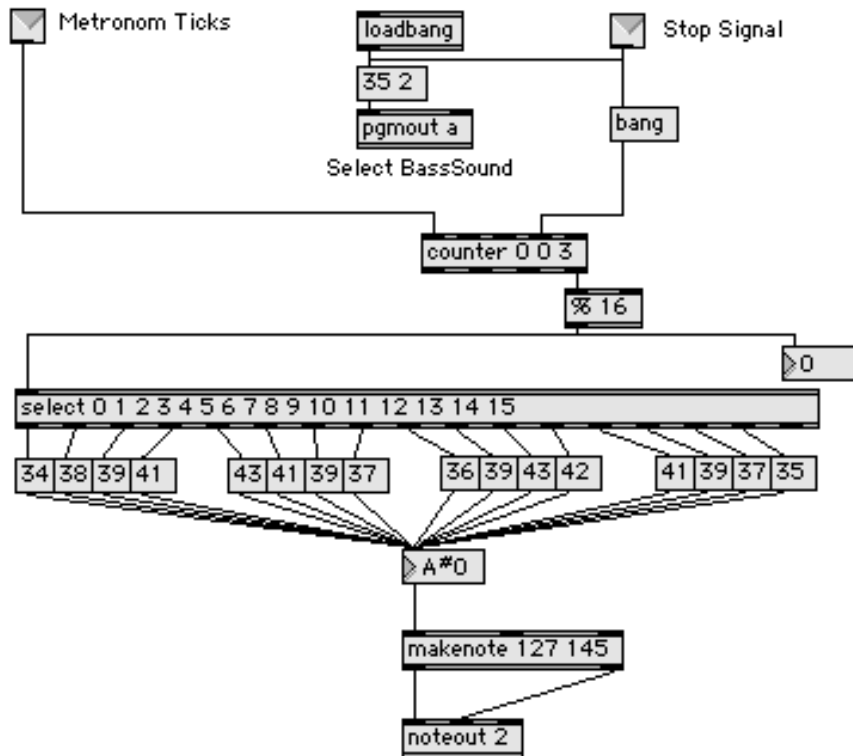 Metronom Ticks
loadbang
Stop Signal
35 2
bang
pgmout a
Select BassSound
counter 0 0 3
% 16
0
select 0 1 2 3 4 5 6 7 8 9 10 11 12 13 14 15
34 38 39 41 43 41 39 37 36 39 43 42 41 39 37 35
A#0
makenote 127 145
noteout 2